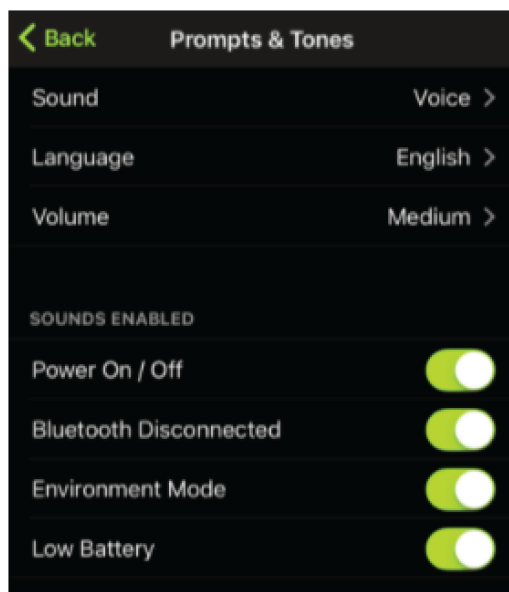 Back Prompts & Tones
Sound Voice
Language English
Volume Medium
SOUNDS ENABLED
Power On / Off
Bluetooth Disconnected
Environment Mode
Low Battery